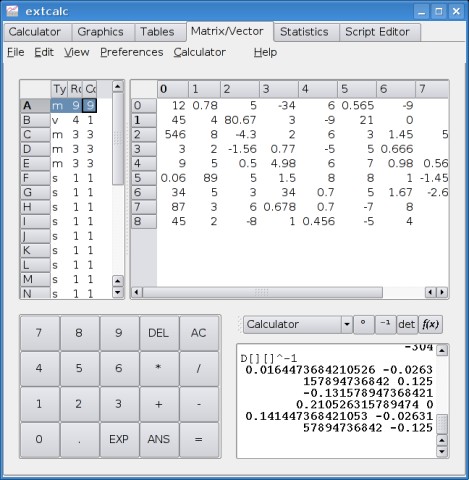 extcalc
Calculator Graphics Tables Matrix/Vector Statistics Script Editor
File Edit View Preferences Calculator Help
Ty Rc Cc
A m 9 9
B v 4 1
C m 3 3
D m 3 3
E m 3 3
F s 1 1
G s 1 1
H s 1 1
I s 1 1
J s 1 1
K s 1 1
L s 1 1
M s 1 1
N s 1 1
0 1 2 3 4 5 6 7
0 12 0.78 5 -34 6 0.565 -9
1 45 4 80.67 3 -9 21 0
2 546 8 -4.3 2 6 3 1.45 5
3 3 2 -1.56 0.77 -5 5 0.666
4 9 5 0.5 4.98 6 7 0.98 0.56
5 0.06 89 5 1.5 8 8 1 -1.45
6 34 5 3 34 0.7 5 1.67 -2.6
7 87 3 6 0.678 0.7 -7 8
8 45 2 -8 1 0.456 -5 4
7 8 9 DEL AC
4 5 6 * /
1 2 3 + -
0 . EXP ANS =
Calculator ° ⁻¹ det f(x)
-304
D[][]^-1
0.0164473684210526 -0.0263
157894736842 0.125
-0.131578947368421
0.210526315789474 0
0.141447368421053 -0.02631
57894736842 -0.125